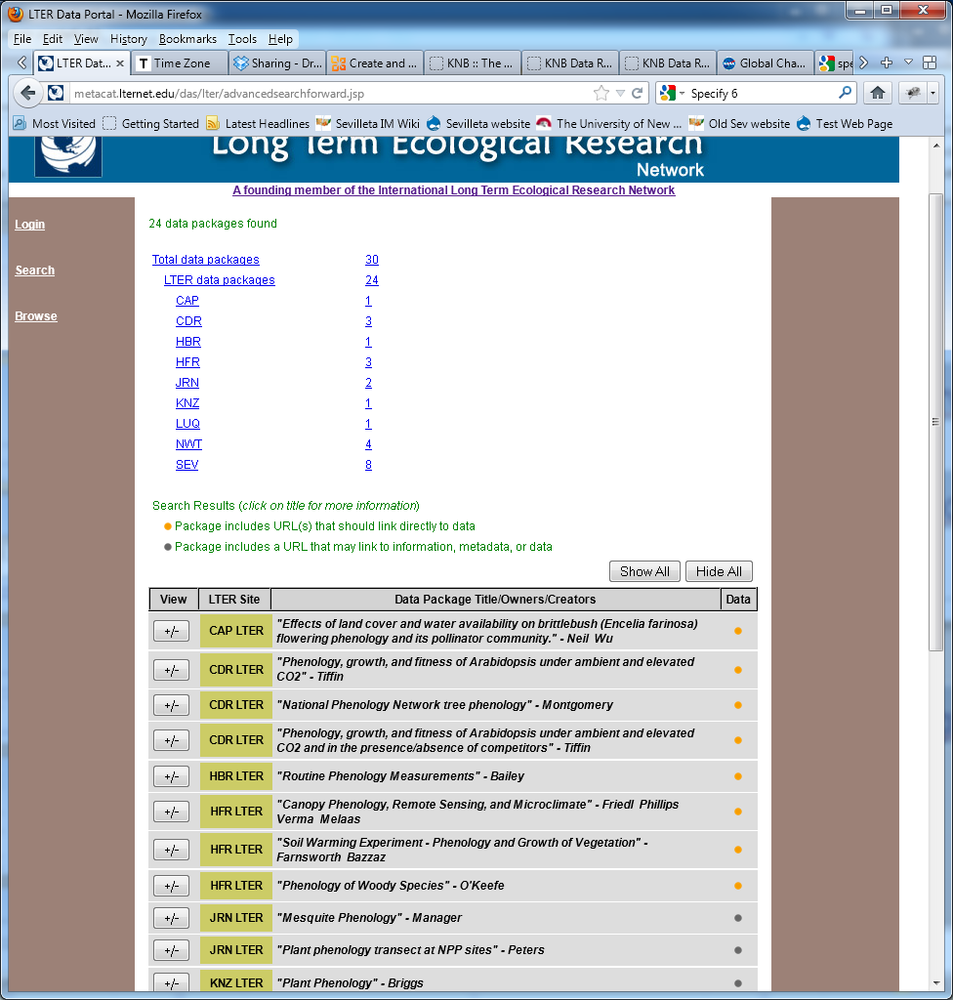 LTER Data Portal - Mozilla Firefox
File Edit View History Bookmarks Tools Help
LTER Dat... Time Zone Sharing - Dr... Create and ... KNB :: The ... KNB Data R... KNB Data R... Global Cha... spe
metacat.lternet.edu/das/lter/advancedsearchforward.jsp Specify 6
Most Visited Getting Started Latest Headlines Sevilleta IM Wiki Sevilleta website The University of New ... Old Sev website Test Web Page
Long Term Ecological Research
Network
A founding member of the International Long Term Ecological Research Network
Login
Search
Browse
24 data packages found
Total data packages 30
LTER data packages 24
CAP 1
CDR 3
HBR 1
HFR 3
JRN 2
KNZ 1
LUQ 1
NWT 4
SEV 8
Search Results (click on title for more information)
Package includes URL(s) that should link directly to data
Package includes a URL that may link to information, metadata, or data
Show All Hide All
View LTER Site Data Package Title/Owners/Creators Data
+/- CAP LTER "Effects of land cover and water availability on brittlebush (Encelia farinosa)
flowering phenology and its pollinator community." - Neil Wu
+/- CDR LTER "Phenology, growth, and fitness of Arabidopsis under ambient and elevated
CO2" - Tiffin
+/- CDR LTER "National Phenology Network tree phenology" - Montgomery
+/- CDR LTER "Phenology, growth, and fitness of Arabidopsis under ambient and elevated
CO2 and in the presence/absence of competitors" - Tiffin
+/- HBR LTER "Routine Phenology Measurements" - Bailey
+/- HFR LTER "Canopy Phenology, Remote Sensing, and Microclimate" - Friedl Phillips
Verma Melaas
+/- HFR LTER "Soil Warming Experiment - Phenology and Growth of Vegetation" -
Farnsworth Bazzaz
+/- HFR LTER "Phenology of Woody Species" - O'Keefe
+/- JRN LTER "Mesquite Phenology" - Manager
+/- JRN LTER "Plant phenology transect at NPP sites" - Peters
+/- KNZ LTER "Plant Phenology" - Briggs